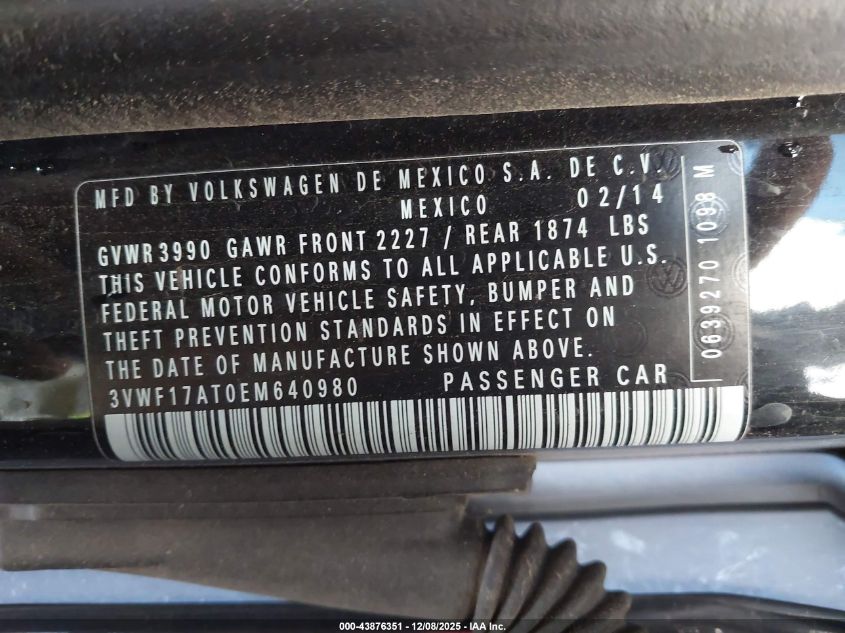 MFD BY VOLKSWAGEN DE MEXICO S.A. DE C.V.
MEXICO 02/14
GVWR 3990 GAWR FRONT 2227 / REAR 1874 LBS
THIS VEHICLE CONFORMS TO ALL APPLICABLE U.S.
FEDERAL MOTOR VEHICLE SAFETY, BUMPER AND
THEFT PREVENTION STANDARDS IN EFFECT ON
THE DATE OF MANUFACTURE SHOWN ABOVE.
3VWF17AT0EM640980 PASSENGER CAR
0639270 1098 M
000-43876351 - 12/08/2025 - IAA Inc.